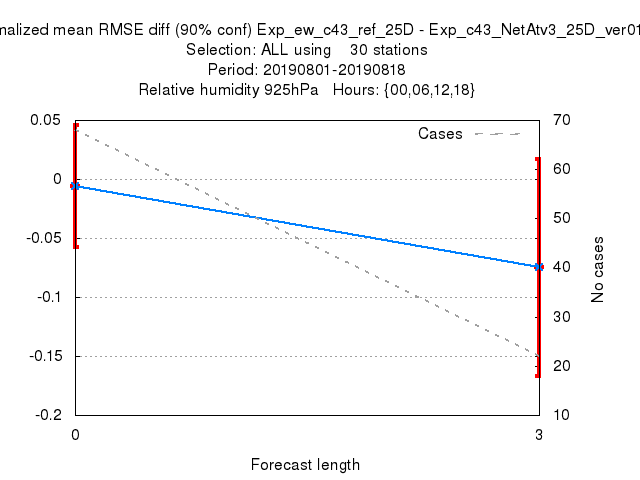 malized mean RMSE diff (90% conf) Exp_ew_c43_ref_25D - Exp_c43_NetAtv3_25D_ver01
Selection: ALL using 30 stations
Period: 20190801-20190818
Relative humidity 925hPa Hours: {00,06,12,18}
0.05
0
-0.05
-0.1
-0.15
-0.2
Cases
70
60
50
40
30
20
10
No cases
0
3
Forecast length